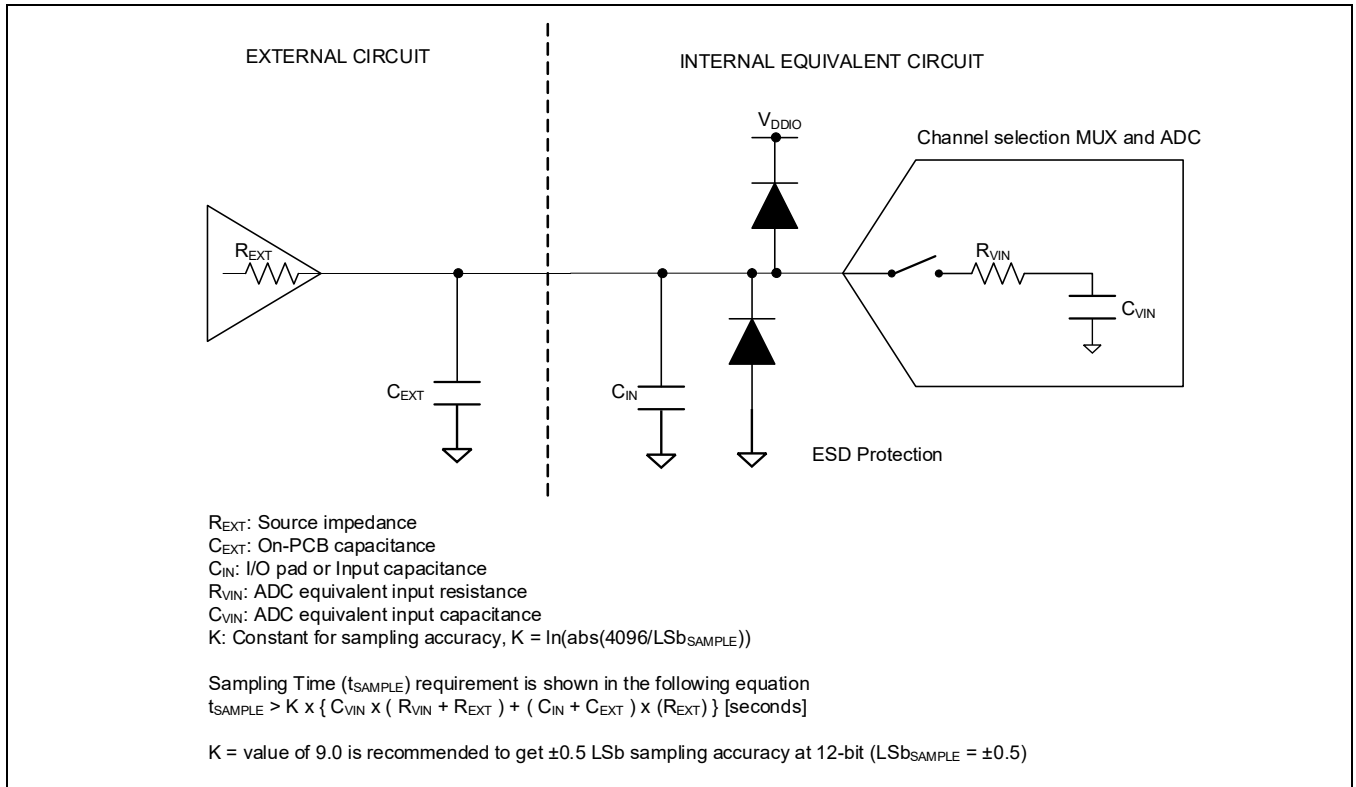 EXTERNAL CIRCUIT
INTERNAL EQUIVALENT CIRCUIT
VDDIO
Channel selection MUX and ADC
REXT
RVIN
CVIN
CEXT
CIN
ESD Protection
REXT: Source impedance
CEXT: On-PCB capacitance
CIN: I/O pad or Input capacitance
RVIN: ADC equivalent input resistance
CVIN: ADC equivalent input capacitance
K: Constant for sampling accuracy, K = ln(abs(4096/LSbSAMPLE))
Sampling Time (tSAMPLE) requirement is shown in the following equation
tSAMPLE > K x { CVIN x ( RVIN + REXT ) + ( CIN + CEXT ) x (REXT) } [seconds]
K = value of 9.0 is recommended to get ±0.5 LSb sampling accuracy at 12-bit (LSbSAMPLE = ±0.5)